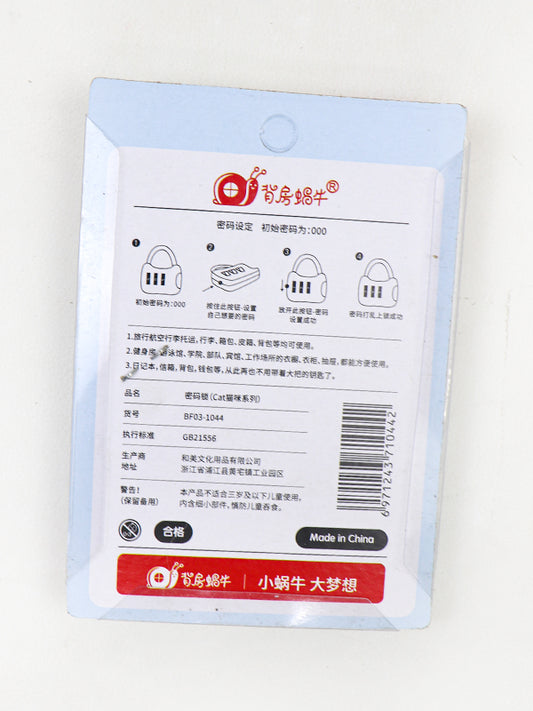 背房蜗牛®
密码设定 初始密码为:000
1 2 3 4
初始密码为:000
按住此按钮-设置
自己想要的密码
放开此按钮-密码
设置成功
密码打乱上锁成功
1.旅行航空行李托运,行李、箱包、皮箱、背包等均可使用。
2.健身房、游泳馆、学院、部队、宾馆、工作场所的衣圈、衣柜、抽屉,都能方便使用。
3.日记本,信箱,背包,钱包等,从此再也不用带着大把的钥匙了。
品名 密码锁(Cat猫咪系列)
货号 BF03-1044
执行标准 GB21556
生产商 和美文化用品有限公司
地址 浙江省浦江县黄宅镇工业园区
警告! 本产品不适合三岁及以下儿童使用,
(保留备用) 内含细小部件,慎防儿童吞食。
6 971243 710442
合格
Made in China
背房蜗牛 小蜗牛 大梦想